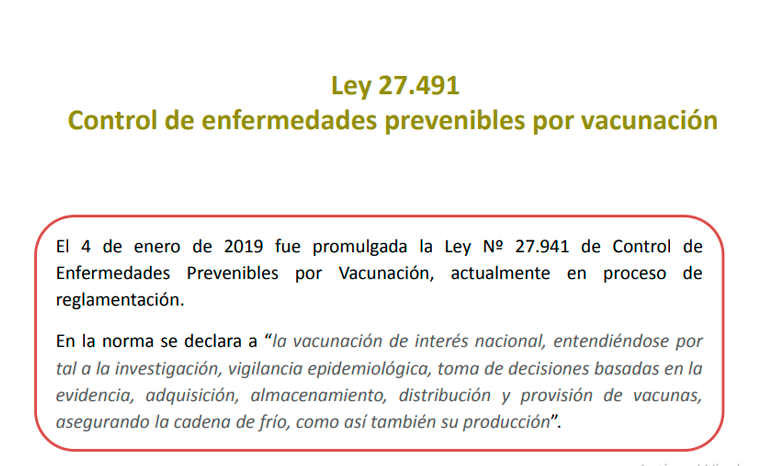 Ley 27.491
Control de enfermedades prevenibles por vacunación
El 4 de enero de 2019 fue promulgada la Ley Nº 27.941 de Control de
Enfermedades Prevenibles por Vacunación, actualmente en proceso de
reglamentación.
En la norma se declara a “la vacunación de interés nacional, entendiéndose por
tal a la investigación, vigilancia epidemiológica, toma de decisiones basadas en la
evidencia, adquisición, almacenamiento, distribución y provisión de vacunas,
asegurando la cadena de frío, como así también su producción”.